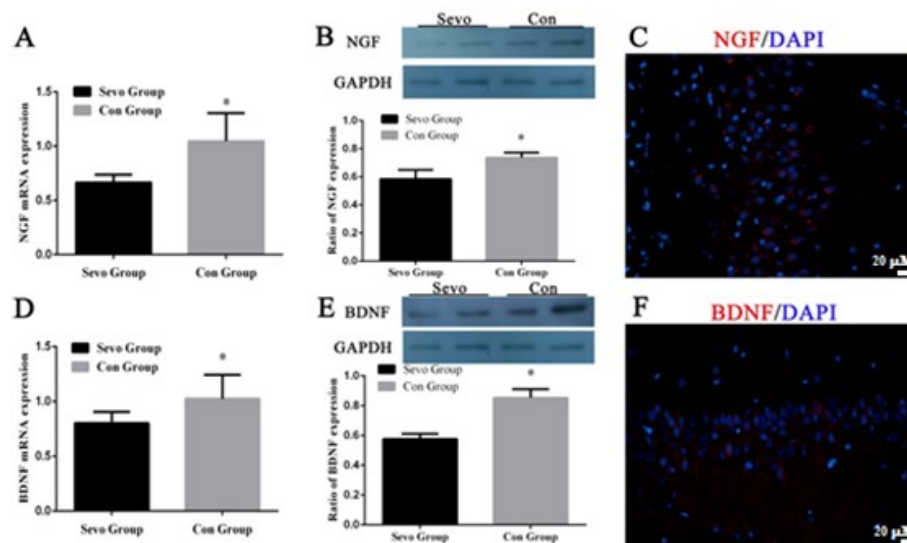 A
Sevo Group
Con Group
*
NGF mRNA expression
1.5
1.0
0.5
0.0
Sevo Group
Con Group
B
Sevo
Con
NGF
GAPDH
Sevo Group
Con Group
*
Ratio of NGF expression
1.0
0.8
0.6
0.4
0.2
0.0
Sevo Group
Con Group
C
NGF/DAPI
20 μM
D
Sevo Group
Con Group
*
BDNF mRNA expression
1.5
1.0
0.5
0.0
Sevo Group
Con Group
E
Sevo
Con
BDNF
GAPDH
Sevo Group
Con Group
*
Ratio of BDNF expression
1.0
0.8
0.6
0.4
0.2
0.0
Sevo Group
Con Group
F
BDNF/DAPI
20 μM